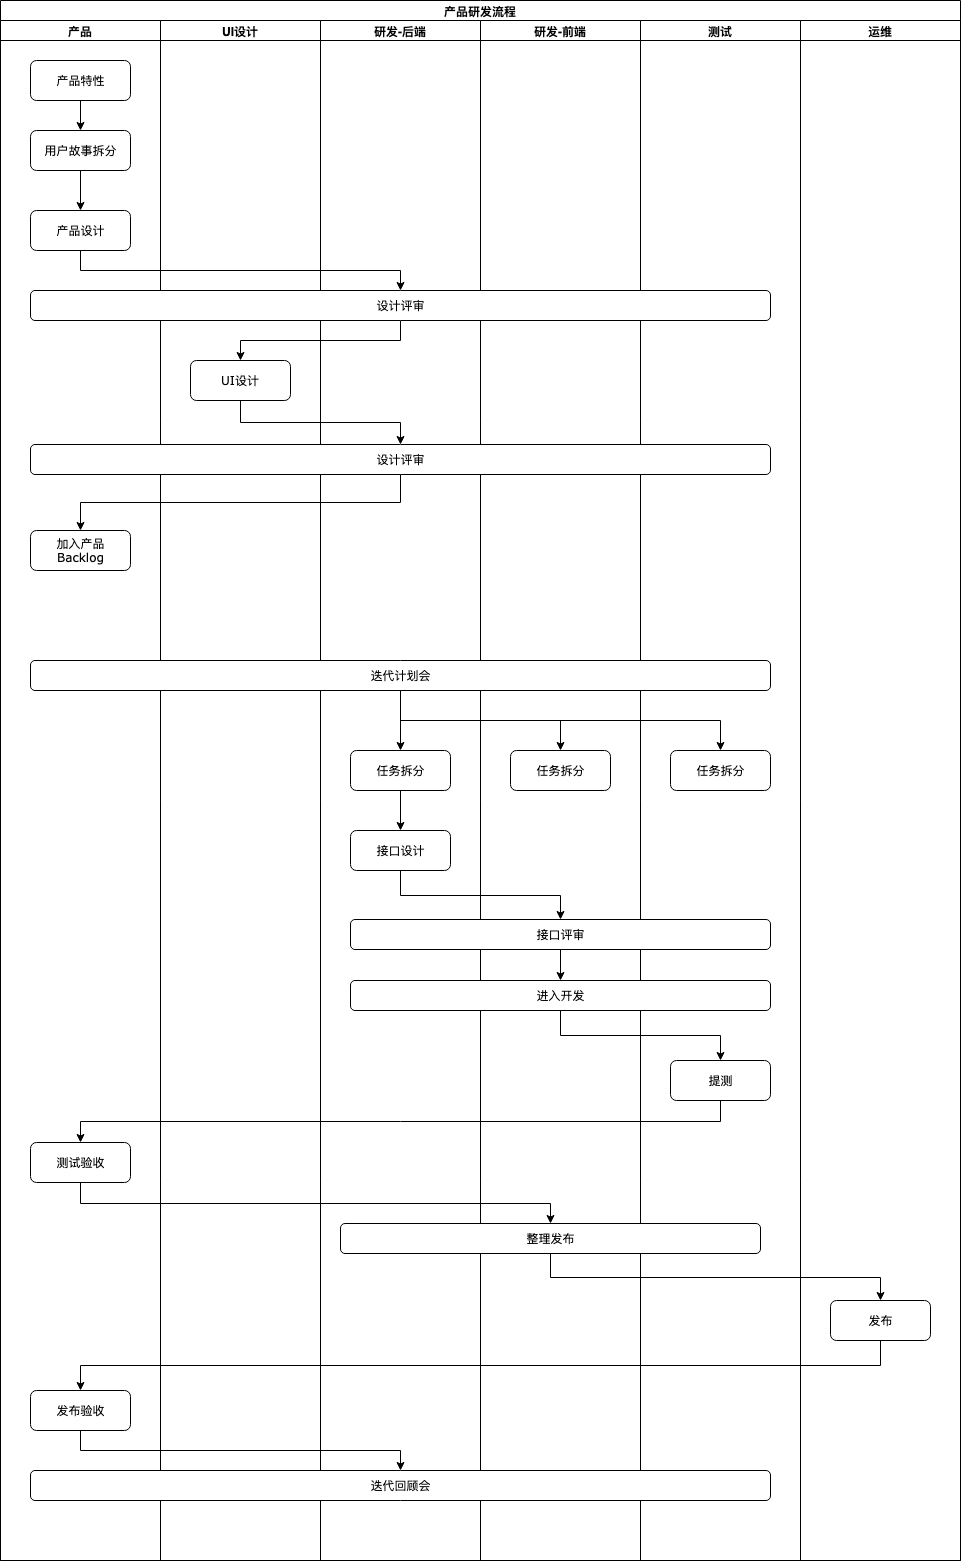 产品研发流程
产品
UI设计
研发-后端
研发-前端
测试
运维
产品特性
用户故事拆分
产品设计
设计评审
UI设计
设计评审
加入产品
Backlog
迭代计划会
任务拆分
任务拆分
任务拆分
接口设计
接口评审
进入开发
提测
测试验收
整理发布
发布
发布验收
迭代回顾会